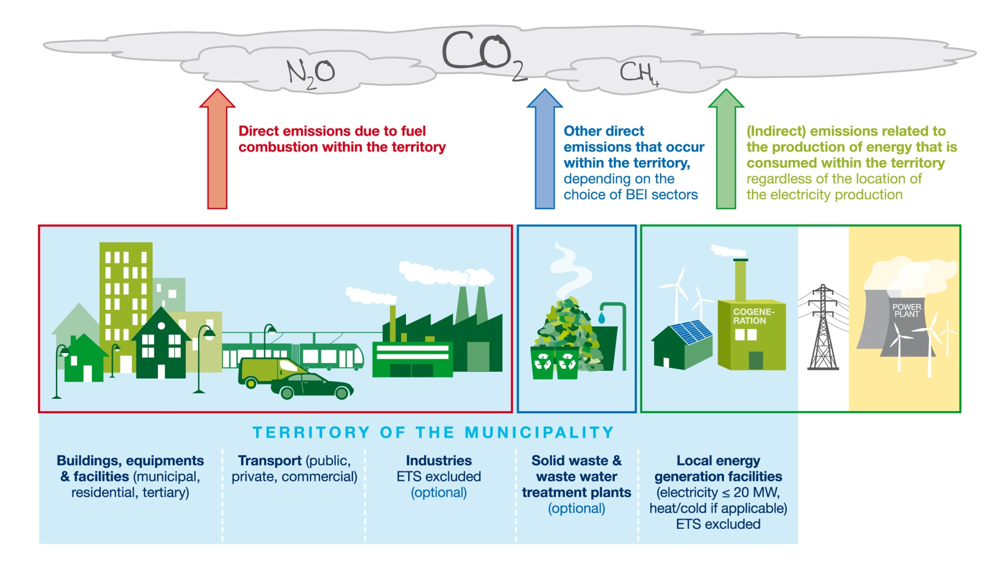 CO₂
N₂O
CH₄
Direct emissions due to fuel
combustion within the territory
Other direct
emissions that occur
within the territory,
depending on the
choice of BEI sectors
(Indirect) emissions related to
the production of energy that is
consumed within the territory
regardless of the location of
the electricity production
COGENE-
RATION
POWER
PLANT
TERRITORY OF THE MUNICIPALITY
Buildings, equipments
& facilities (municipal,
residential, tertiary)
Transport (public,
private, commercial)
Industries
ETS excluded
(optional)
Solid waste &
waste water
treatment plants
(optional)
Local energy
generation facilities
(electricity ≤ 20 MW,
heat/cold if applicable)
ETS excluded